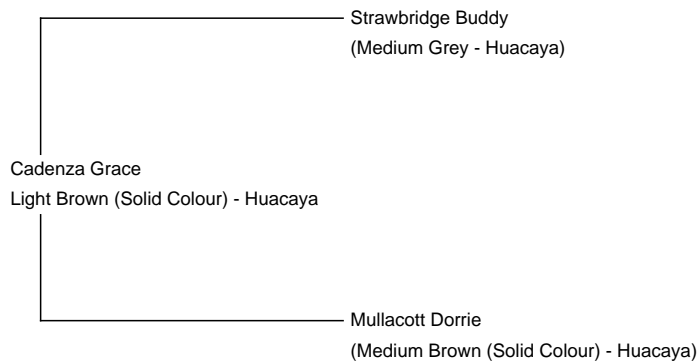 Strawbridge Buddy
(Medium Grey - Huacaya)
Cadenza Grace
Light Brown (Solid Colour) - Huacaya
Mullacott Dorrie
(Medium Brown (Solid Colour) - Huacaya)